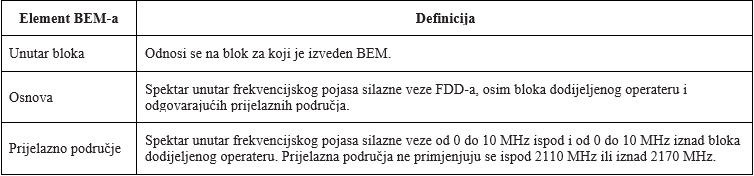 Element BEM-a
Definicija
Unutar bloka
Odnosi se na blok za koji je izveden BEM.
Osnova
Spektar unutar frekvencijskog pojasa silazne veze FDD-a, osim bloka dodijeljenog operateru i
odgovarajućih prijelaznih područja.
Prijelazno područje
Spektar unutar frekvencijskog pojasa silazne veze od 0 do 10 MHz ispod i od 0 do 10 MHz iznad bloka
dodijeljenog operateru. Prijelazna područja ne primjenjuju se ispod 2110 MHz ili iznad 2170 MHz.